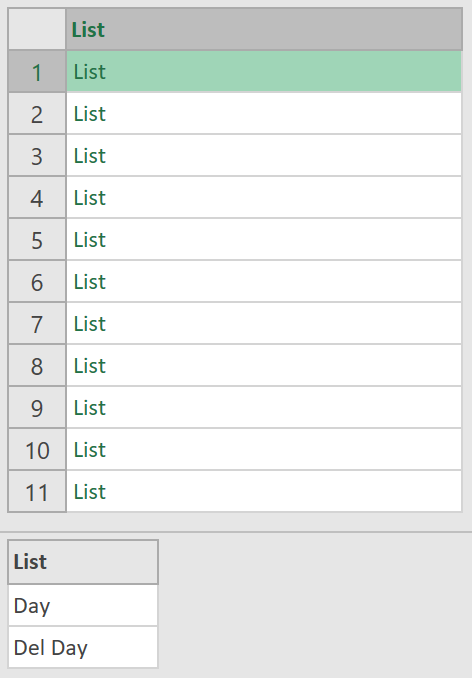 List
1 List
2 List
3 List
4 List
5 List
6 List
7 List
8 List
9 List
10 List
11 List
List
Day
Del Day